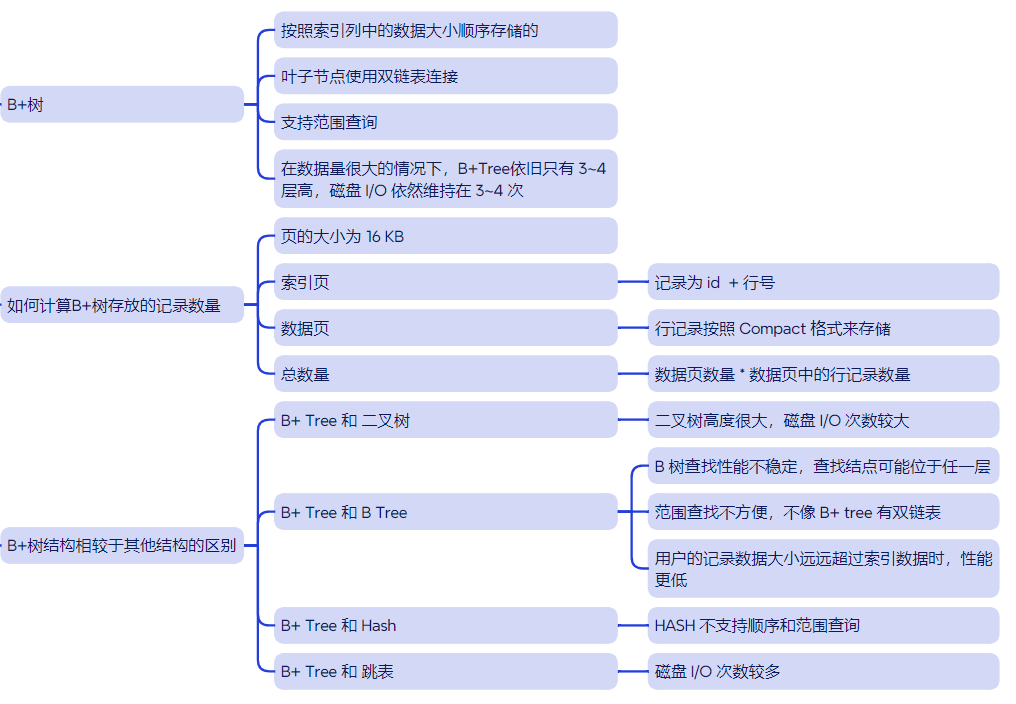 B+树
按照索引列中的数据大小顺序存储的
叶子节点使用双链表连接
支持范围查询
在数据量很大的情况下，B+Tree依旧只有 3~4
层高，磁盘 I/O 依然维持在 3~4 次
如何计算B+树存放的记录数量
页的大小为 16 KB
索引页
记录为 id + 行号
数据页
行记录按照 Compact 格式来存储
总数量
数据页数量 * 数据页中的行记录数量
B+树结构相较于其他结构的区别
B+ Tree 和 二叉树
二叉树高度很大，磁盘 I/O 次数较大
B+ Tree 和 B Tree
B 树查找性能不稳定，查找结点可能位于任一层
范围查找不方便，不像 B+ tree 有双链表
用户的记录数据大小远远超过索引数据时，性能
更低
B+ Tree 和 Hash
HASH 不支持顺序和范围查询
B+ Tree 和 跳表
磁盘 I/O 次数较多